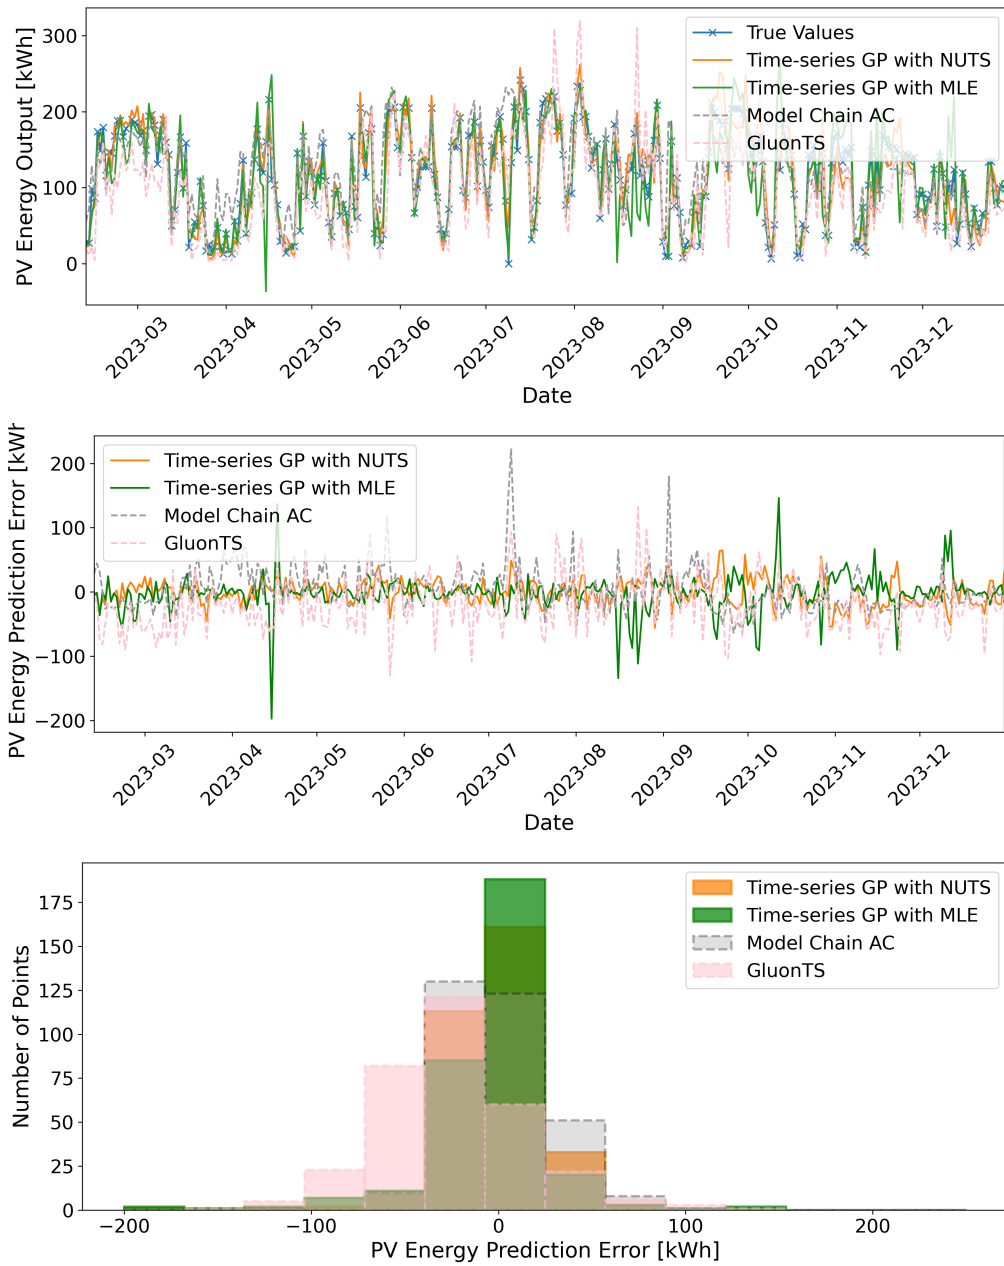 PV Energy Output [kWh]
300
200
100
0
True Values
Time-series GP with NUTS
Time-series GP with MLE
Model Chain AC
GluonTS
2023-03
2023-04
2023-05
2023-06
2023-07
2023-08
2023-09
2023-10
2023-11
2023-12
Date
PV Energy Prediction Error [kWh
200
100
0
−100
−200
Time-series GP with NUTS
Time-series GP with MLE
Model Chain AC
GluonTS
2023-03
2023-04
2023-05
2023-06
2023-07
2023-08
2023-09
2023-10
2023-11
2023-12
Date
Number of Points
175
150
125
100
75
50
25
0
Time-series GP with NUTS
Time-series GP with MLE
Model Chain AC
GluonTS
−200
−100
0
100
200
PV Energy Prediction Error [kWh]